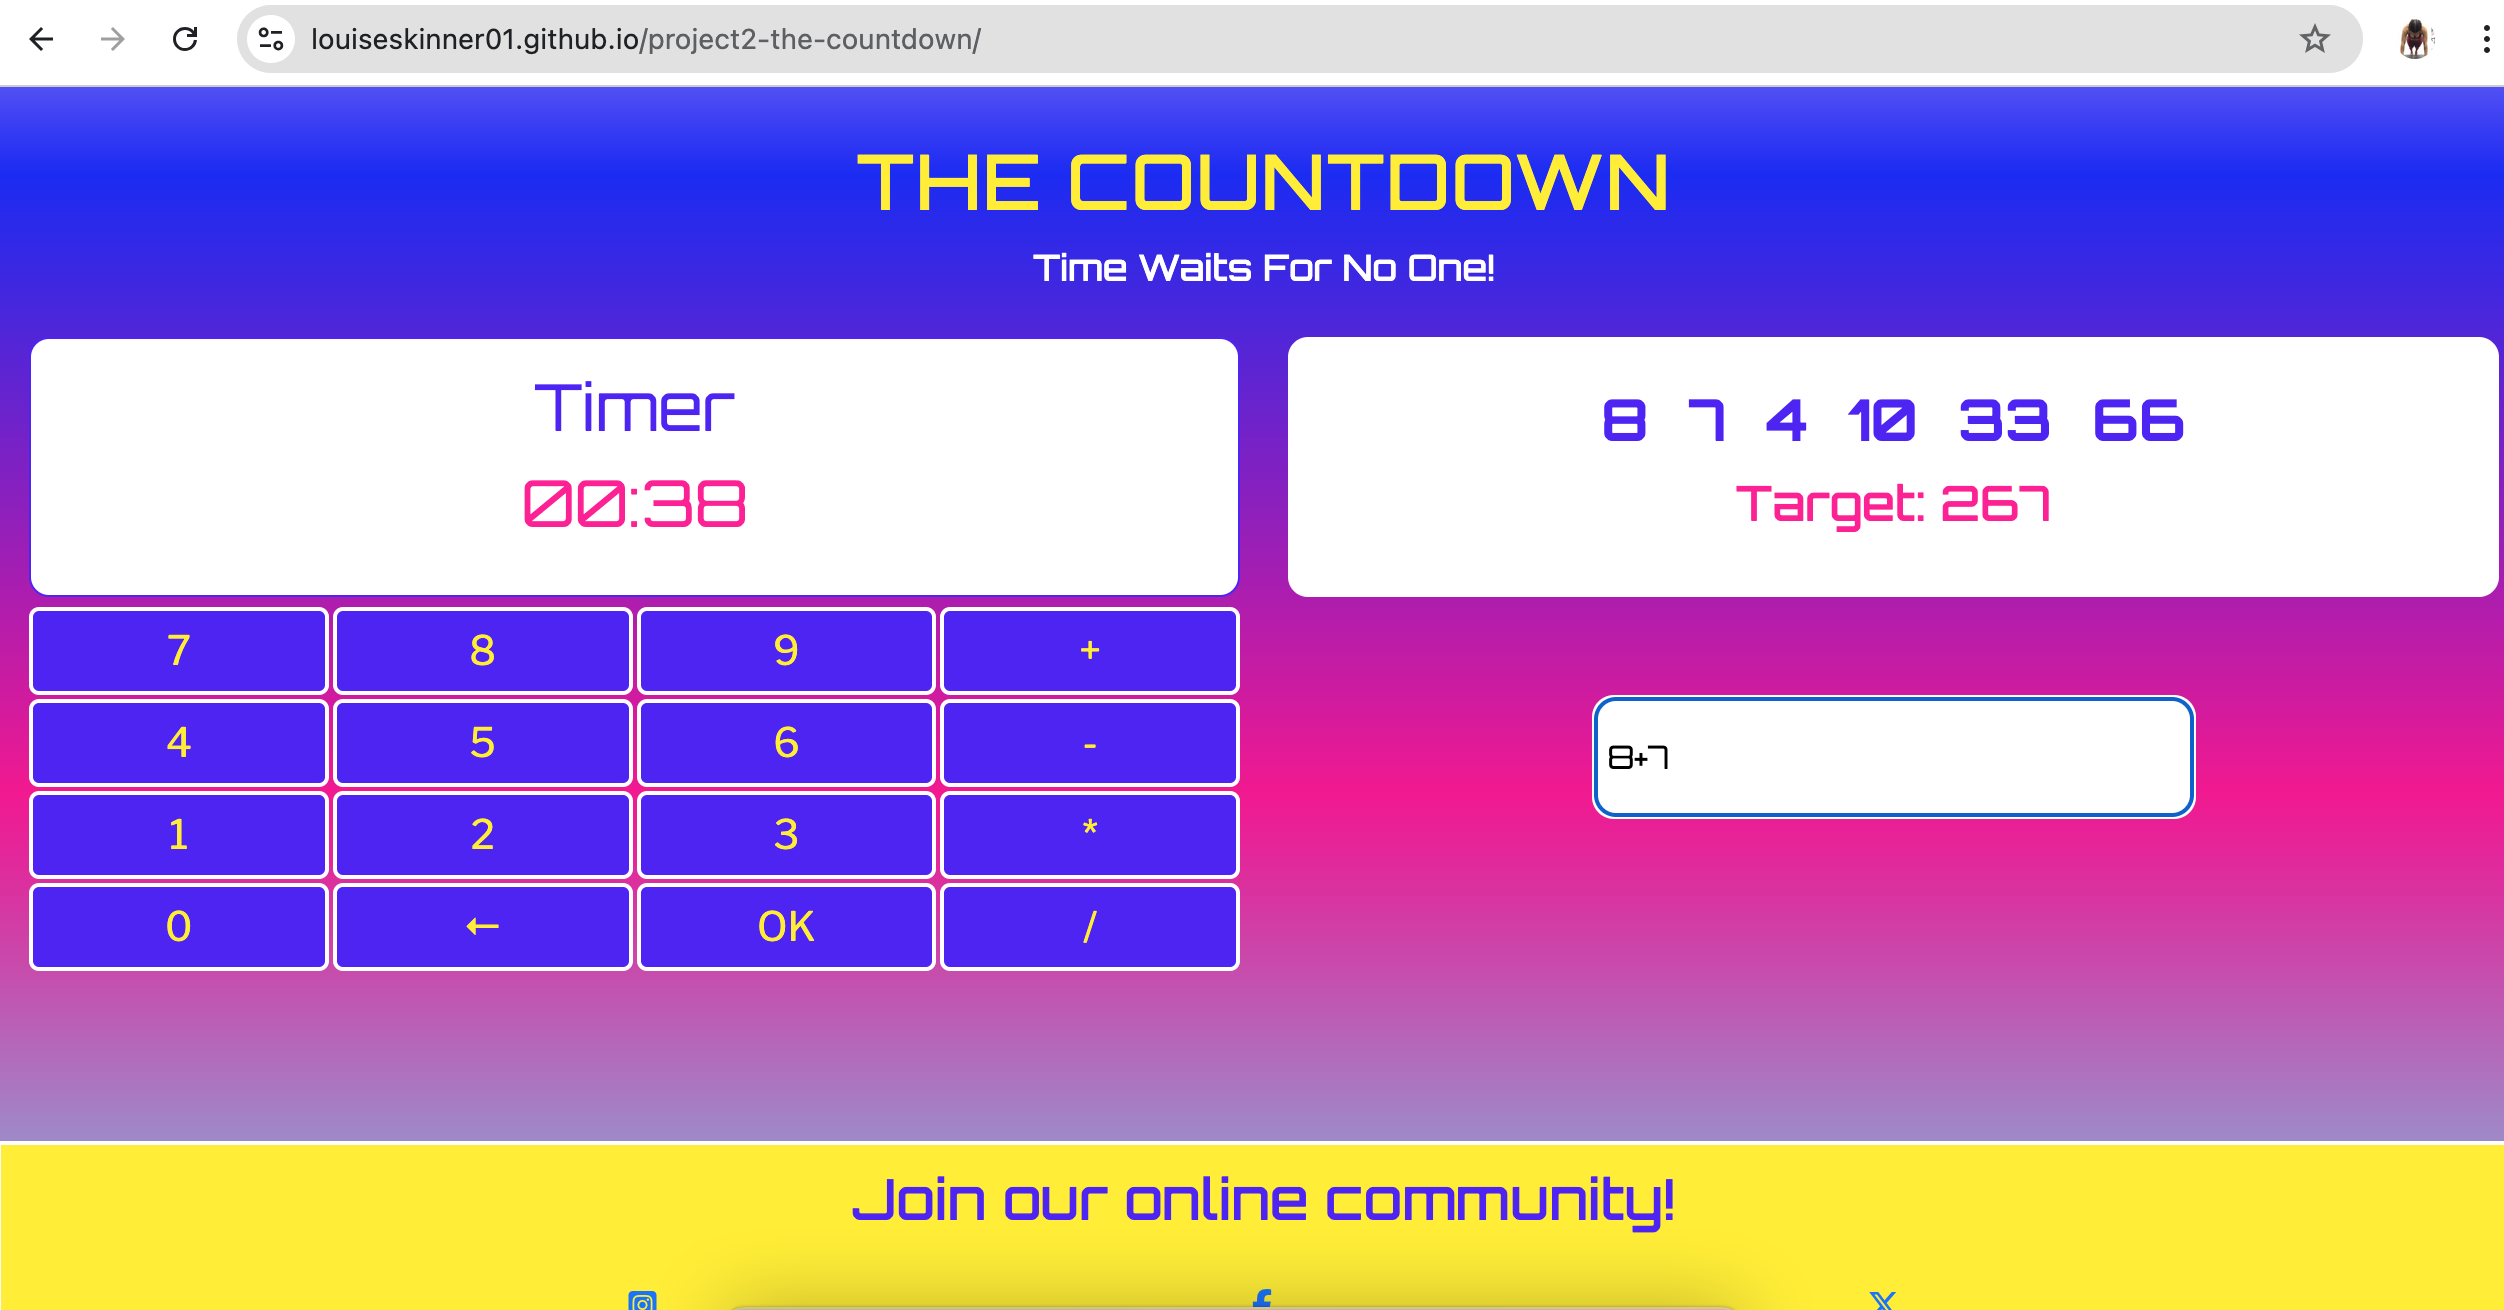 louiseskinner01.github.io/project2-the-countdown/
THE COUNTDOWN
Time Waits For No One!
Timer
00:38
8 7 4 10 33 66
Target: 267
7 8 9 +
4 5 6 -
1 2 3 *
0 ← OK /
8+7
Join our online community!